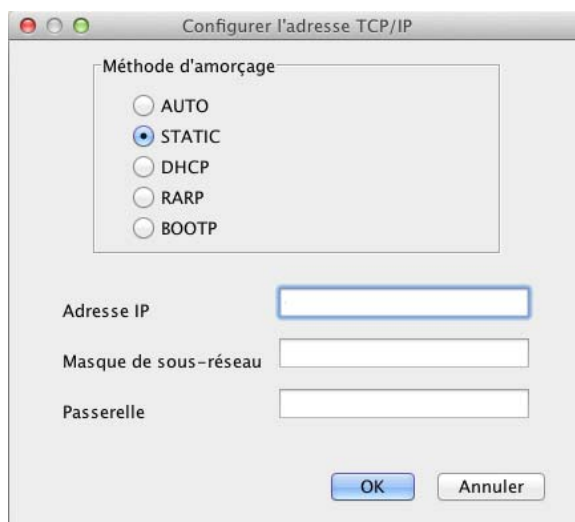 Configurer l'adresse TCP/IP
Méthode d'amorçage
AUTO
STATIC
DHCP
RARP
BOOTP
Adresse IP
Masque de sous-réseau
Passerelle
OK
Annuler